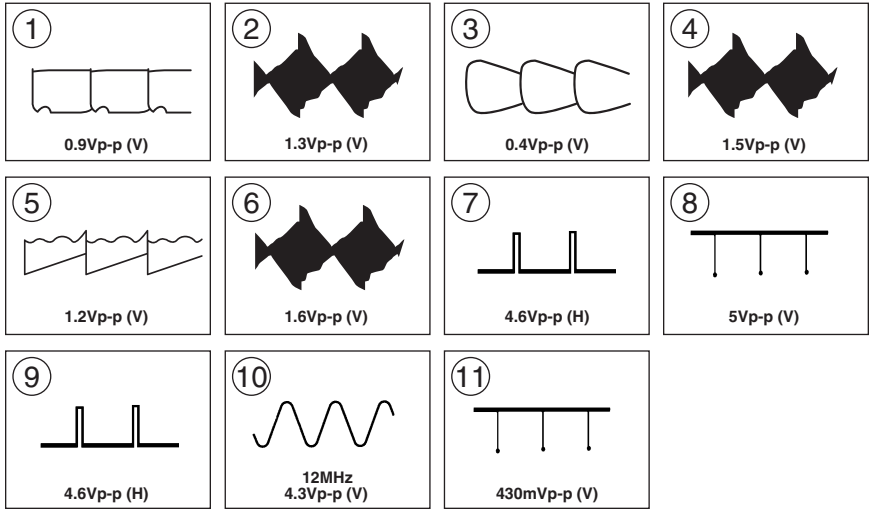 1
0.9Vp-p (V)
2
1.3Vp-p (V)
3
0.4Vp-p (V)
4
1.5Vp-p (V)
5
1.2Vp-p (V)
6
1.6Vp-p (V)
7
4.6Vp-p (H)
8
5Vp-p (V)
9
4.6Vp-p (H)
10
12MHz
4.3Vp-p (V)
11
430mVp-p (V)